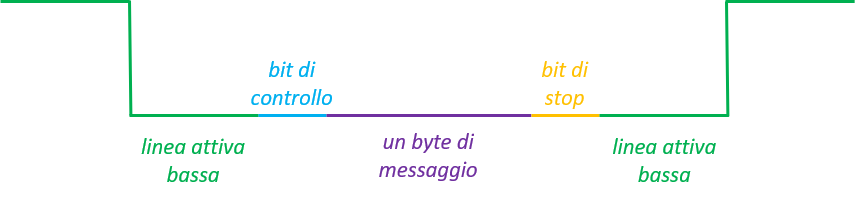 bit di
controllo
bit di
stop
linea attiva
bassa
un byte di
messaggio
linea attiva
bassa